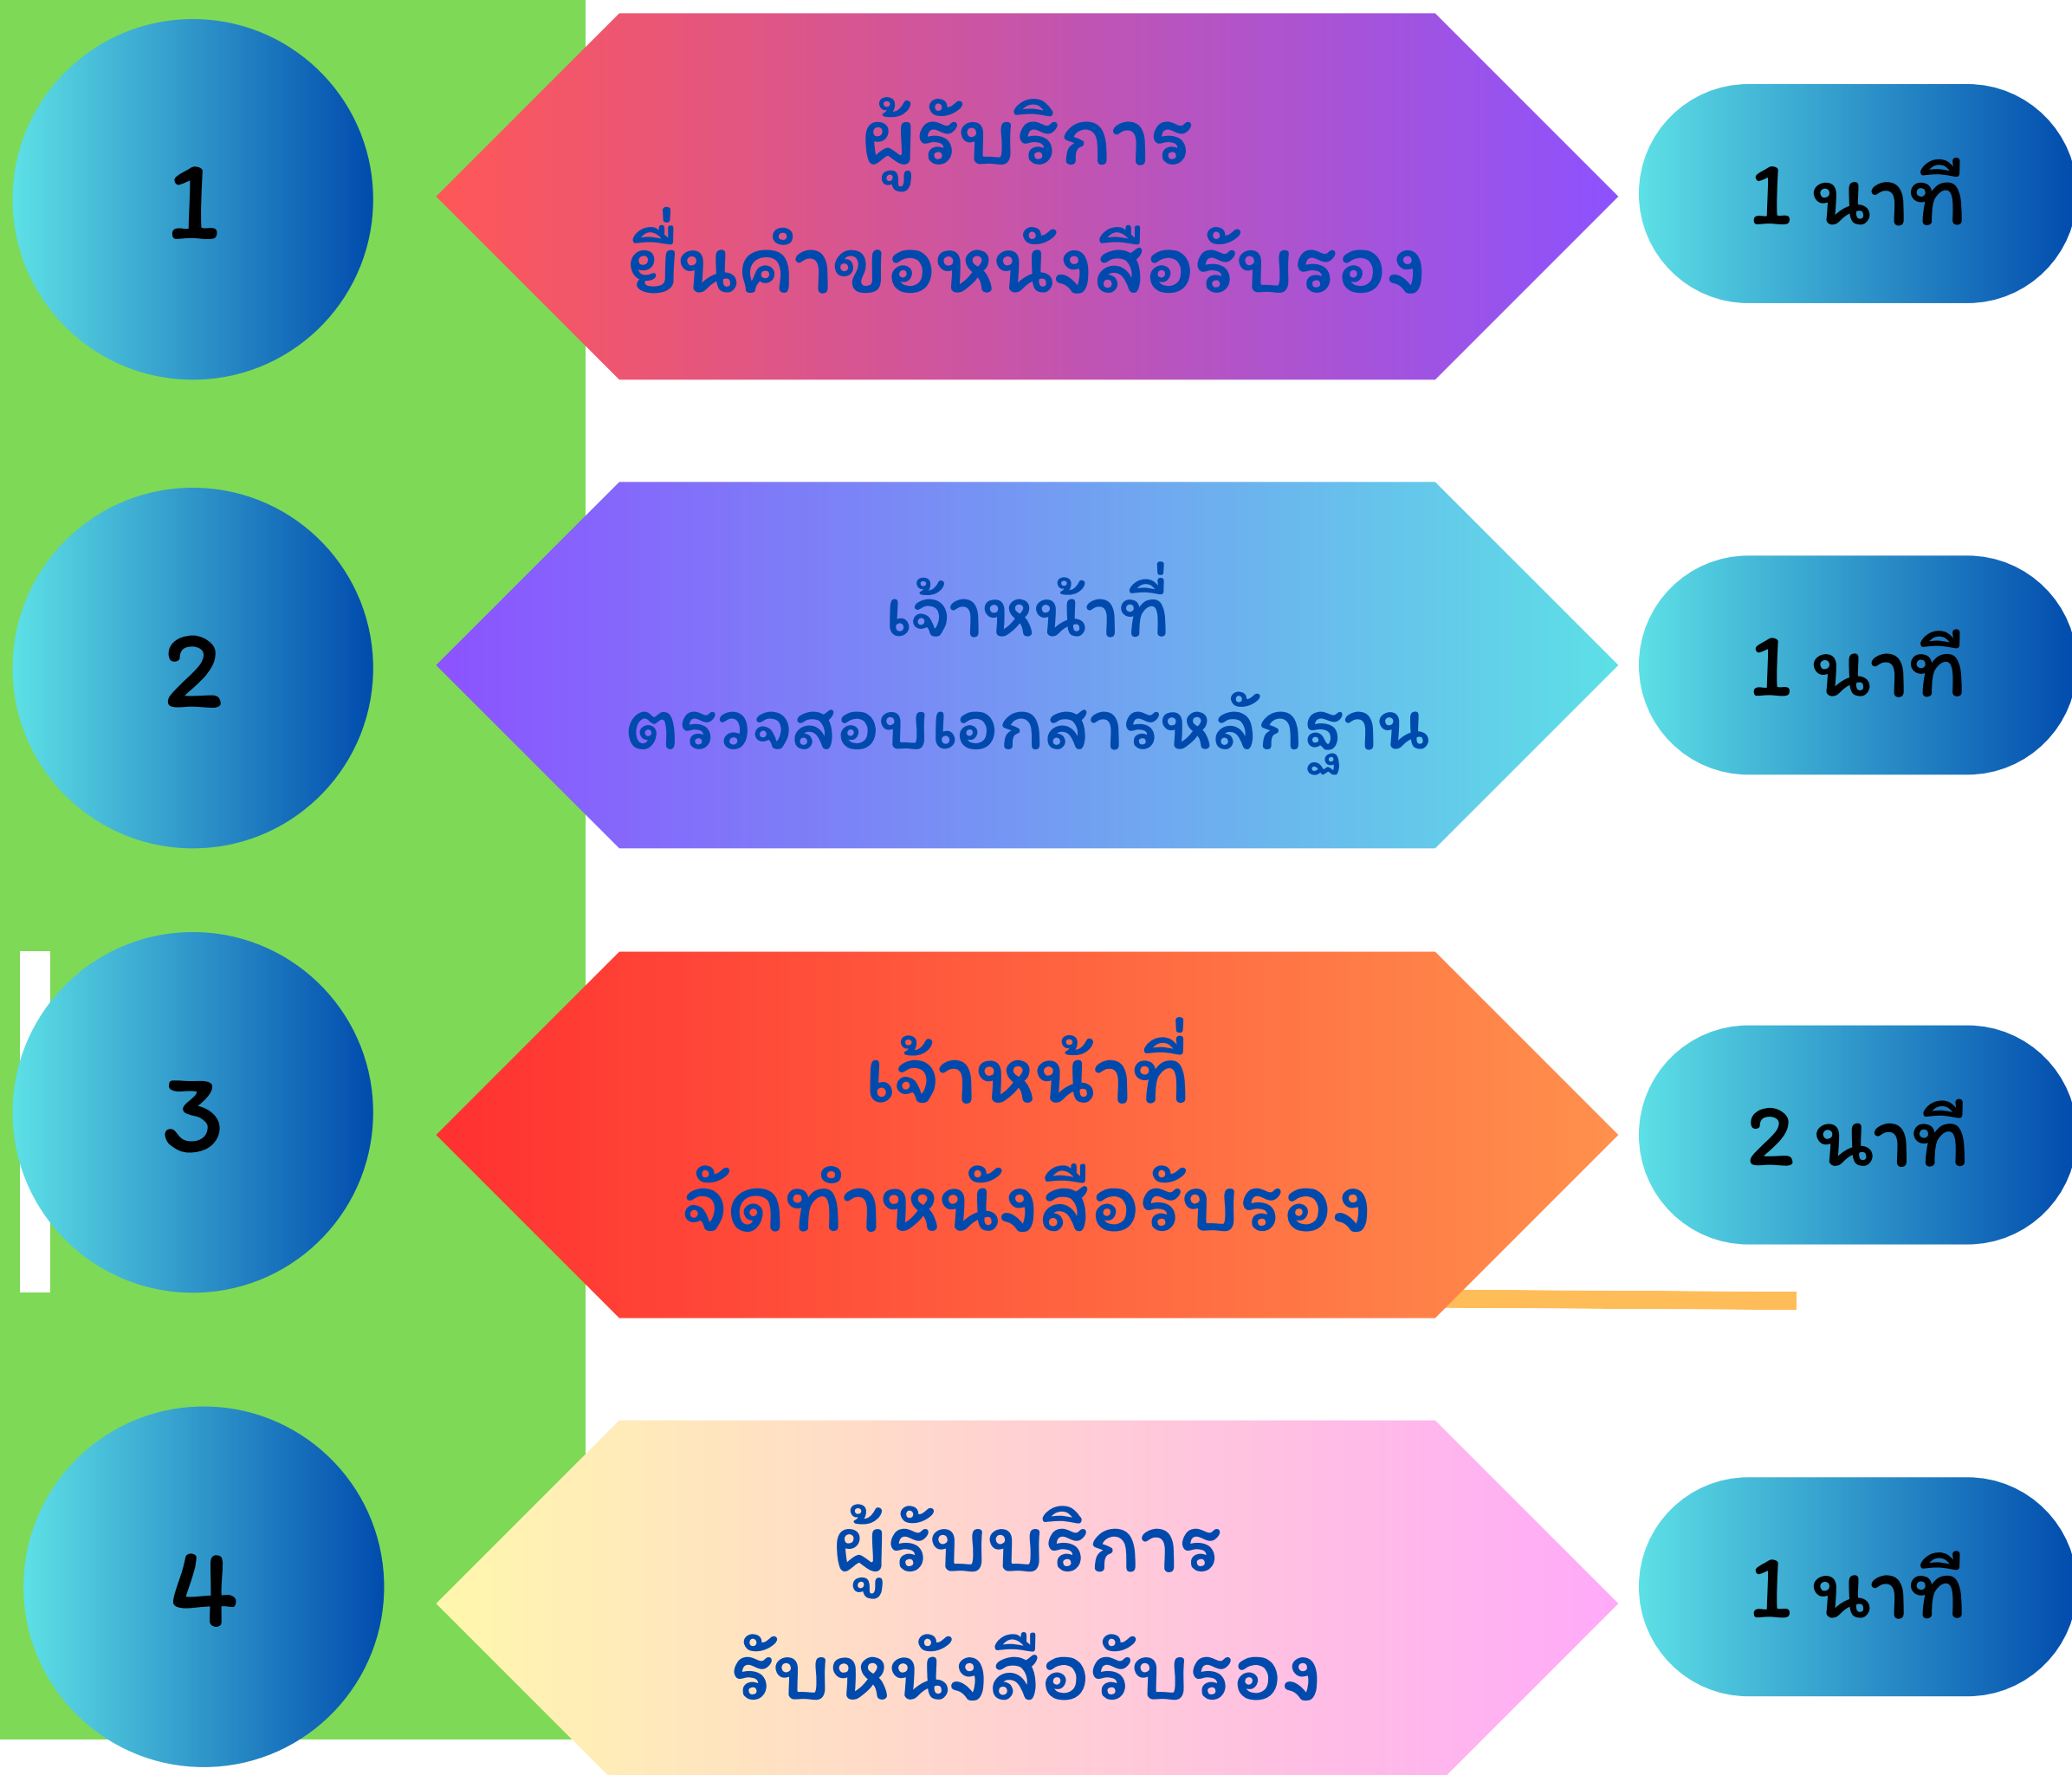 1
ผู้รับริการ
ยื่นคำขอหนังสือรับรอง
1 นาที
2
เจ้าหน้าที่
ตรวจสอบเอกสารหลักฐาน
1 นาที
3
เจ้าหน้าที่
จัดทำหนังสือรับรอง
2 นาที
4
ผู้รับบริการ
รับหนังสือรับรอง
1 นาที